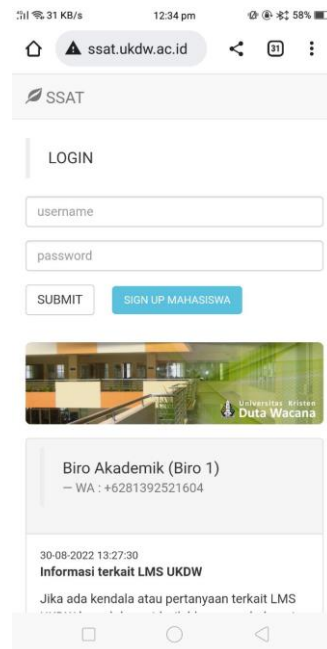 31 KB/s
12:34 pm
58%
ssat.ukdw.ac.id
31
SSAT
LOGIN
username
password
SUBMIT
SIGN UP MAHASISWA
Universitas Kristen
Duta Wacana
Biro Akademik (Biro 1)
— WA : +6281392521604
30-08-2022 13:27:30
Informasi terkait LMS UKDW
Jika ada kendala atau pertanyaan terkait LMS